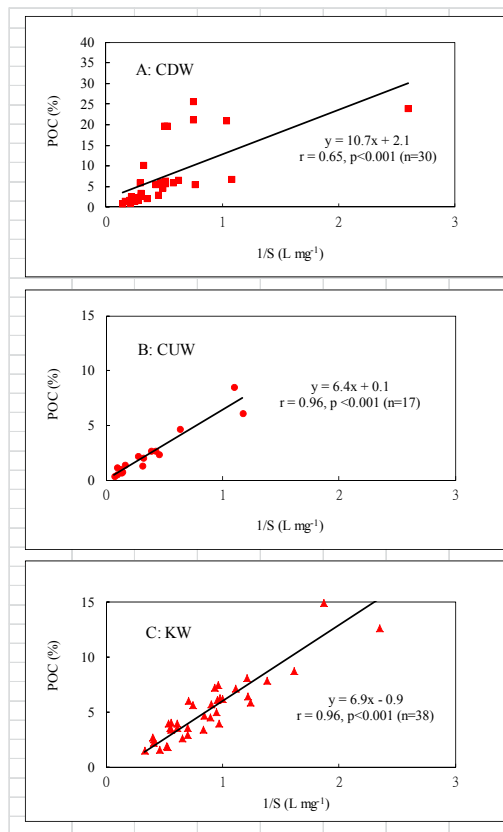 A: CDW
POC (%)
40
35
30
25
20
15
10
5
0
y = 10.7x + 2.1
r = 0.65, p<0.001 (n=30)
0
1
2
3
1/S (L mg⁻¹)
B: CUW
POC (%)
15
10
5
0
y = 6.4x + 0.1
r = 0.96, p <0.001 (n=17)
0
1
2
3
1/S (L mg⁻¹)
C: KW
POC (%)
15
10
5
0
y = 6.9x - 0.9
r = 0.96, p<0.001 (n=38)
0
1
2
3
1/S (L mg⁻¹)